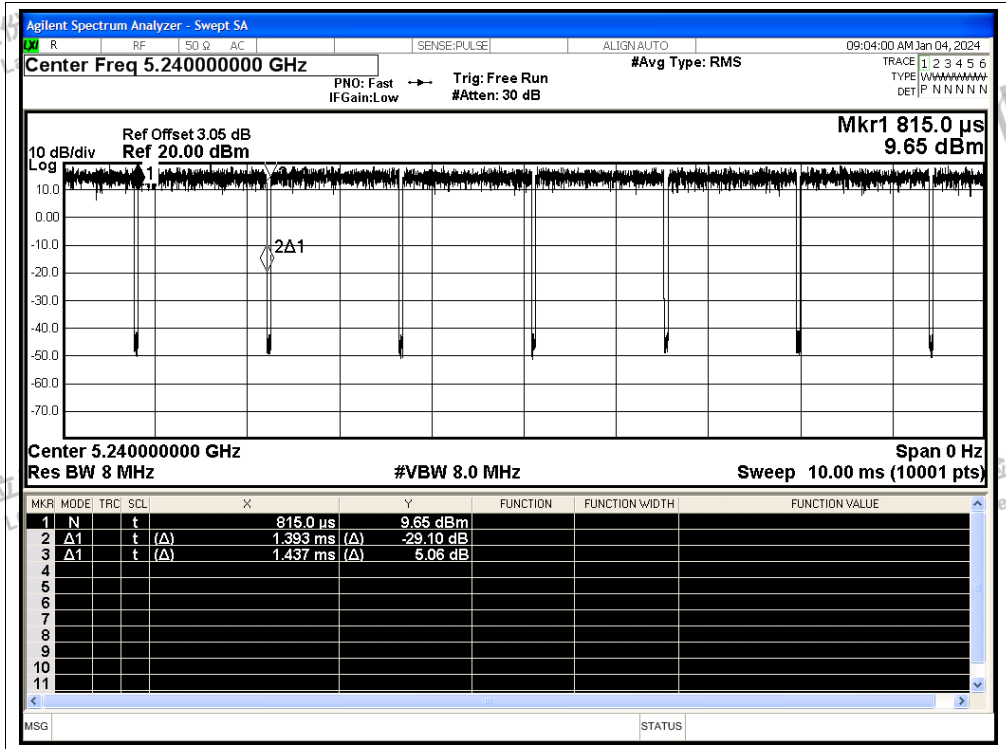 Agilent Spectrum Analyzer - Swept SA
LXI R RF 50 Ω AC SENSE:PULSE ALIGN AUTO 09:04:00 AM Jan 04, 2024
Center Freq 5.240000000 GHz #Avg Type: RMS TRACE 1 2 3 4 5 6
PNO: Fast Trig: Free Run TYPE
IFGain:Low #Atten: 30 dB DET P N N N N N
Mkr1 815.0 µs
Ref Offset 3.05 dB
10 dB/div Ref 20.00 dBm 9.65 dBm
Log
1
10.0
0.00
-10.0
2Δ1
-20.0
-30.0
-40.0
-50.0
-60.0
-70.0
Center 5.240000000 GHz Span 0 Hz
Res BW 8 MHz #VBW 8.0 MHz Sweep 10.00 ms (10001 pts)
MKR MODE TRC SCL X Y FUNCTION FUNCTION WIDTH FUNCTION VALUE
1 N t 815.0 µs 9.65 dBm
2 Δ1 t (Δ) 1.393 ms (Δ) -29.10 dB
3 Δ1 t (Δ) 1.437 ms (Δ) 5.06 dB
4
5
6
7
8
9
10
11
MSG STATUS